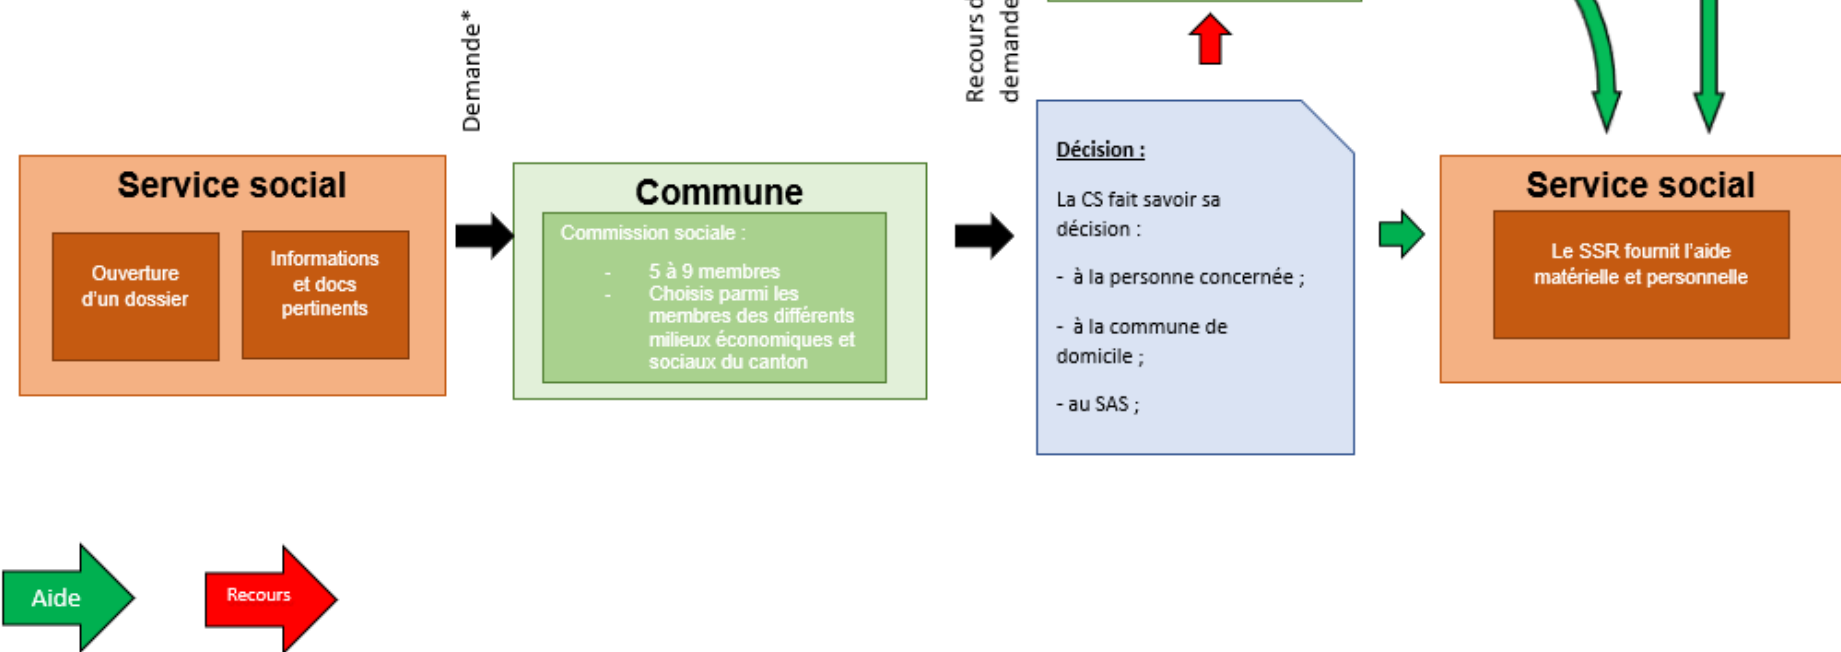 Demande*
Recours d
demande
Service social
Ouverture
d'un dossier
Informations
et docs
pertinents
Commune
Commission sociale :
- 5 à 9 membres
- Choisis parmi les
membres des différents
milieux économiques et
sociaux du canton
Décision :
La CS fait savoir sa
décision :
- à la personne concernée ;
- à la commune de
domicile ;
- au SAS ;
Service social
Le SSR fournit l'aide
matérielle et personnelle
Aide
Recours